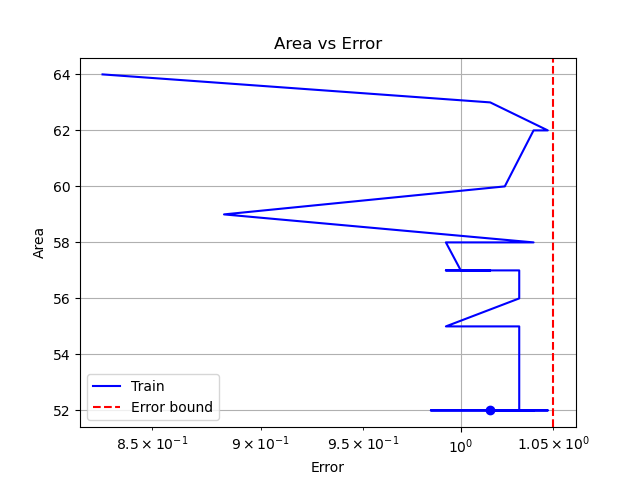 Area vs Error
64
62
60
58
56
54
52
Area
Train
Error bound
8.5 × 10⁻¹
9 × 10⁻¹
9.5 × 10⁻¹
10⁰
1.05 × 10⁰
Error